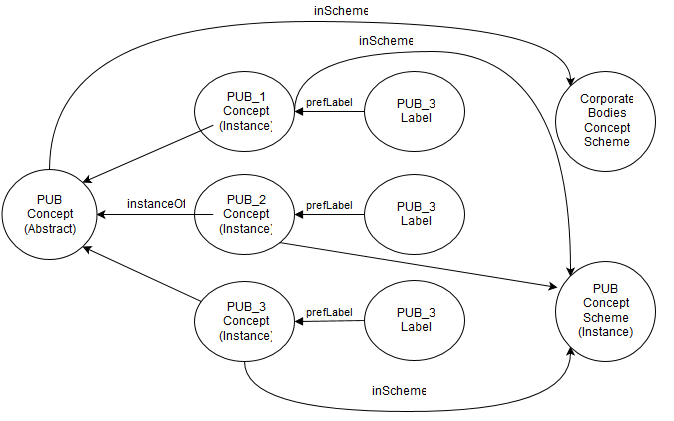 inScheme
inScheme
PUB_1
Concept
(Instance)
prefLabel
PUB_3
Label
Corporate
Bodies
Concept
Scheme
PUB
Concept
(Abstract)
instanceOf
PUB_2
Concept
(Instance)
prefLabel
PUB_3
Label
PUB_3
Concept
(Instance)
prefLabel
PUB_3
Label
PUB
Concept
Scheme
(Instance)
inScheme